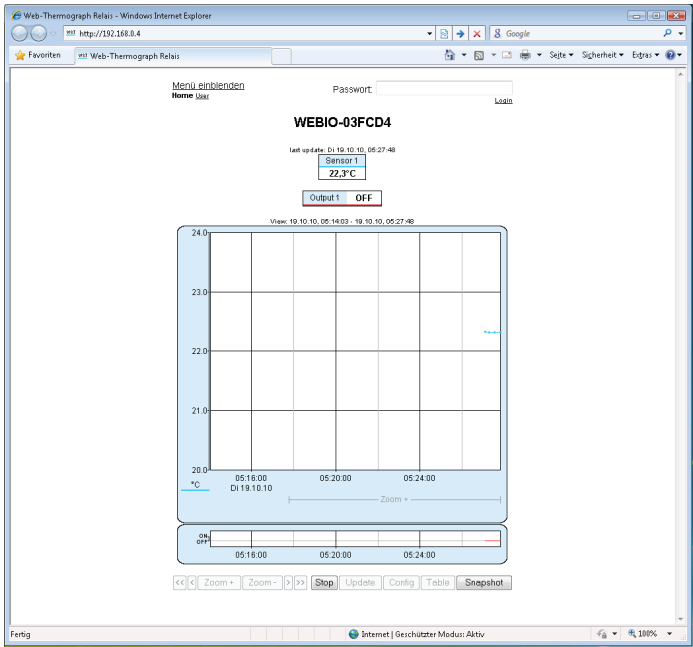 Web-Thermograph Relais - Windows Internet Explorer
http://192.168.0.4
Google
Favoriten
Web-Thermograph Relais
Seite
Sicherheit
Extras
Menü einblenden
Home User
Passwort:
Login
WEBIO-03FCD4
last update: Di 19.10.10, 05:27:48
Sensor 1
22,3°C
Output 1 OFF
View: 19.10.10, 05:14:03 - 19.10.10, 05:27:48
24.0
23.0
22.0
21.0
20.0
°C
05:16:00 05:20:00 05:24:00
Di 19.10.10
Zoom +
ON
OFF
05:16:00 05:20:00 05:24:00
<< < Zoom + Zoom - > >> Stop Update Config Table Snapshot
Fertig
Internet | Geschützter Modus: Aktiv
100%